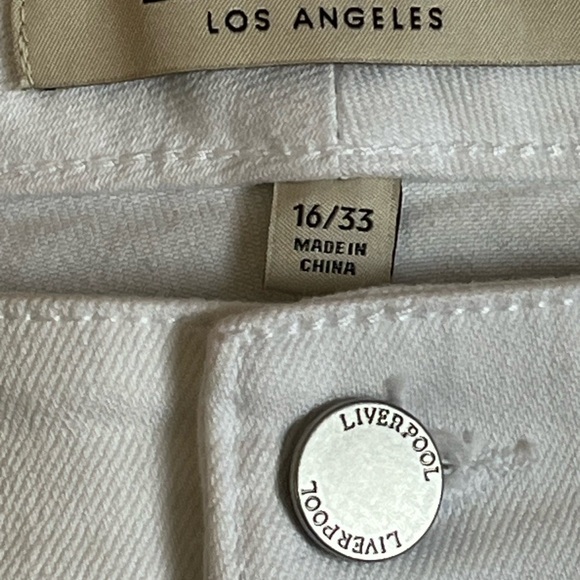 LOS ANGELES
16/33
MADE IN
CHINA
LIVERPOOL
LIVERPOOL